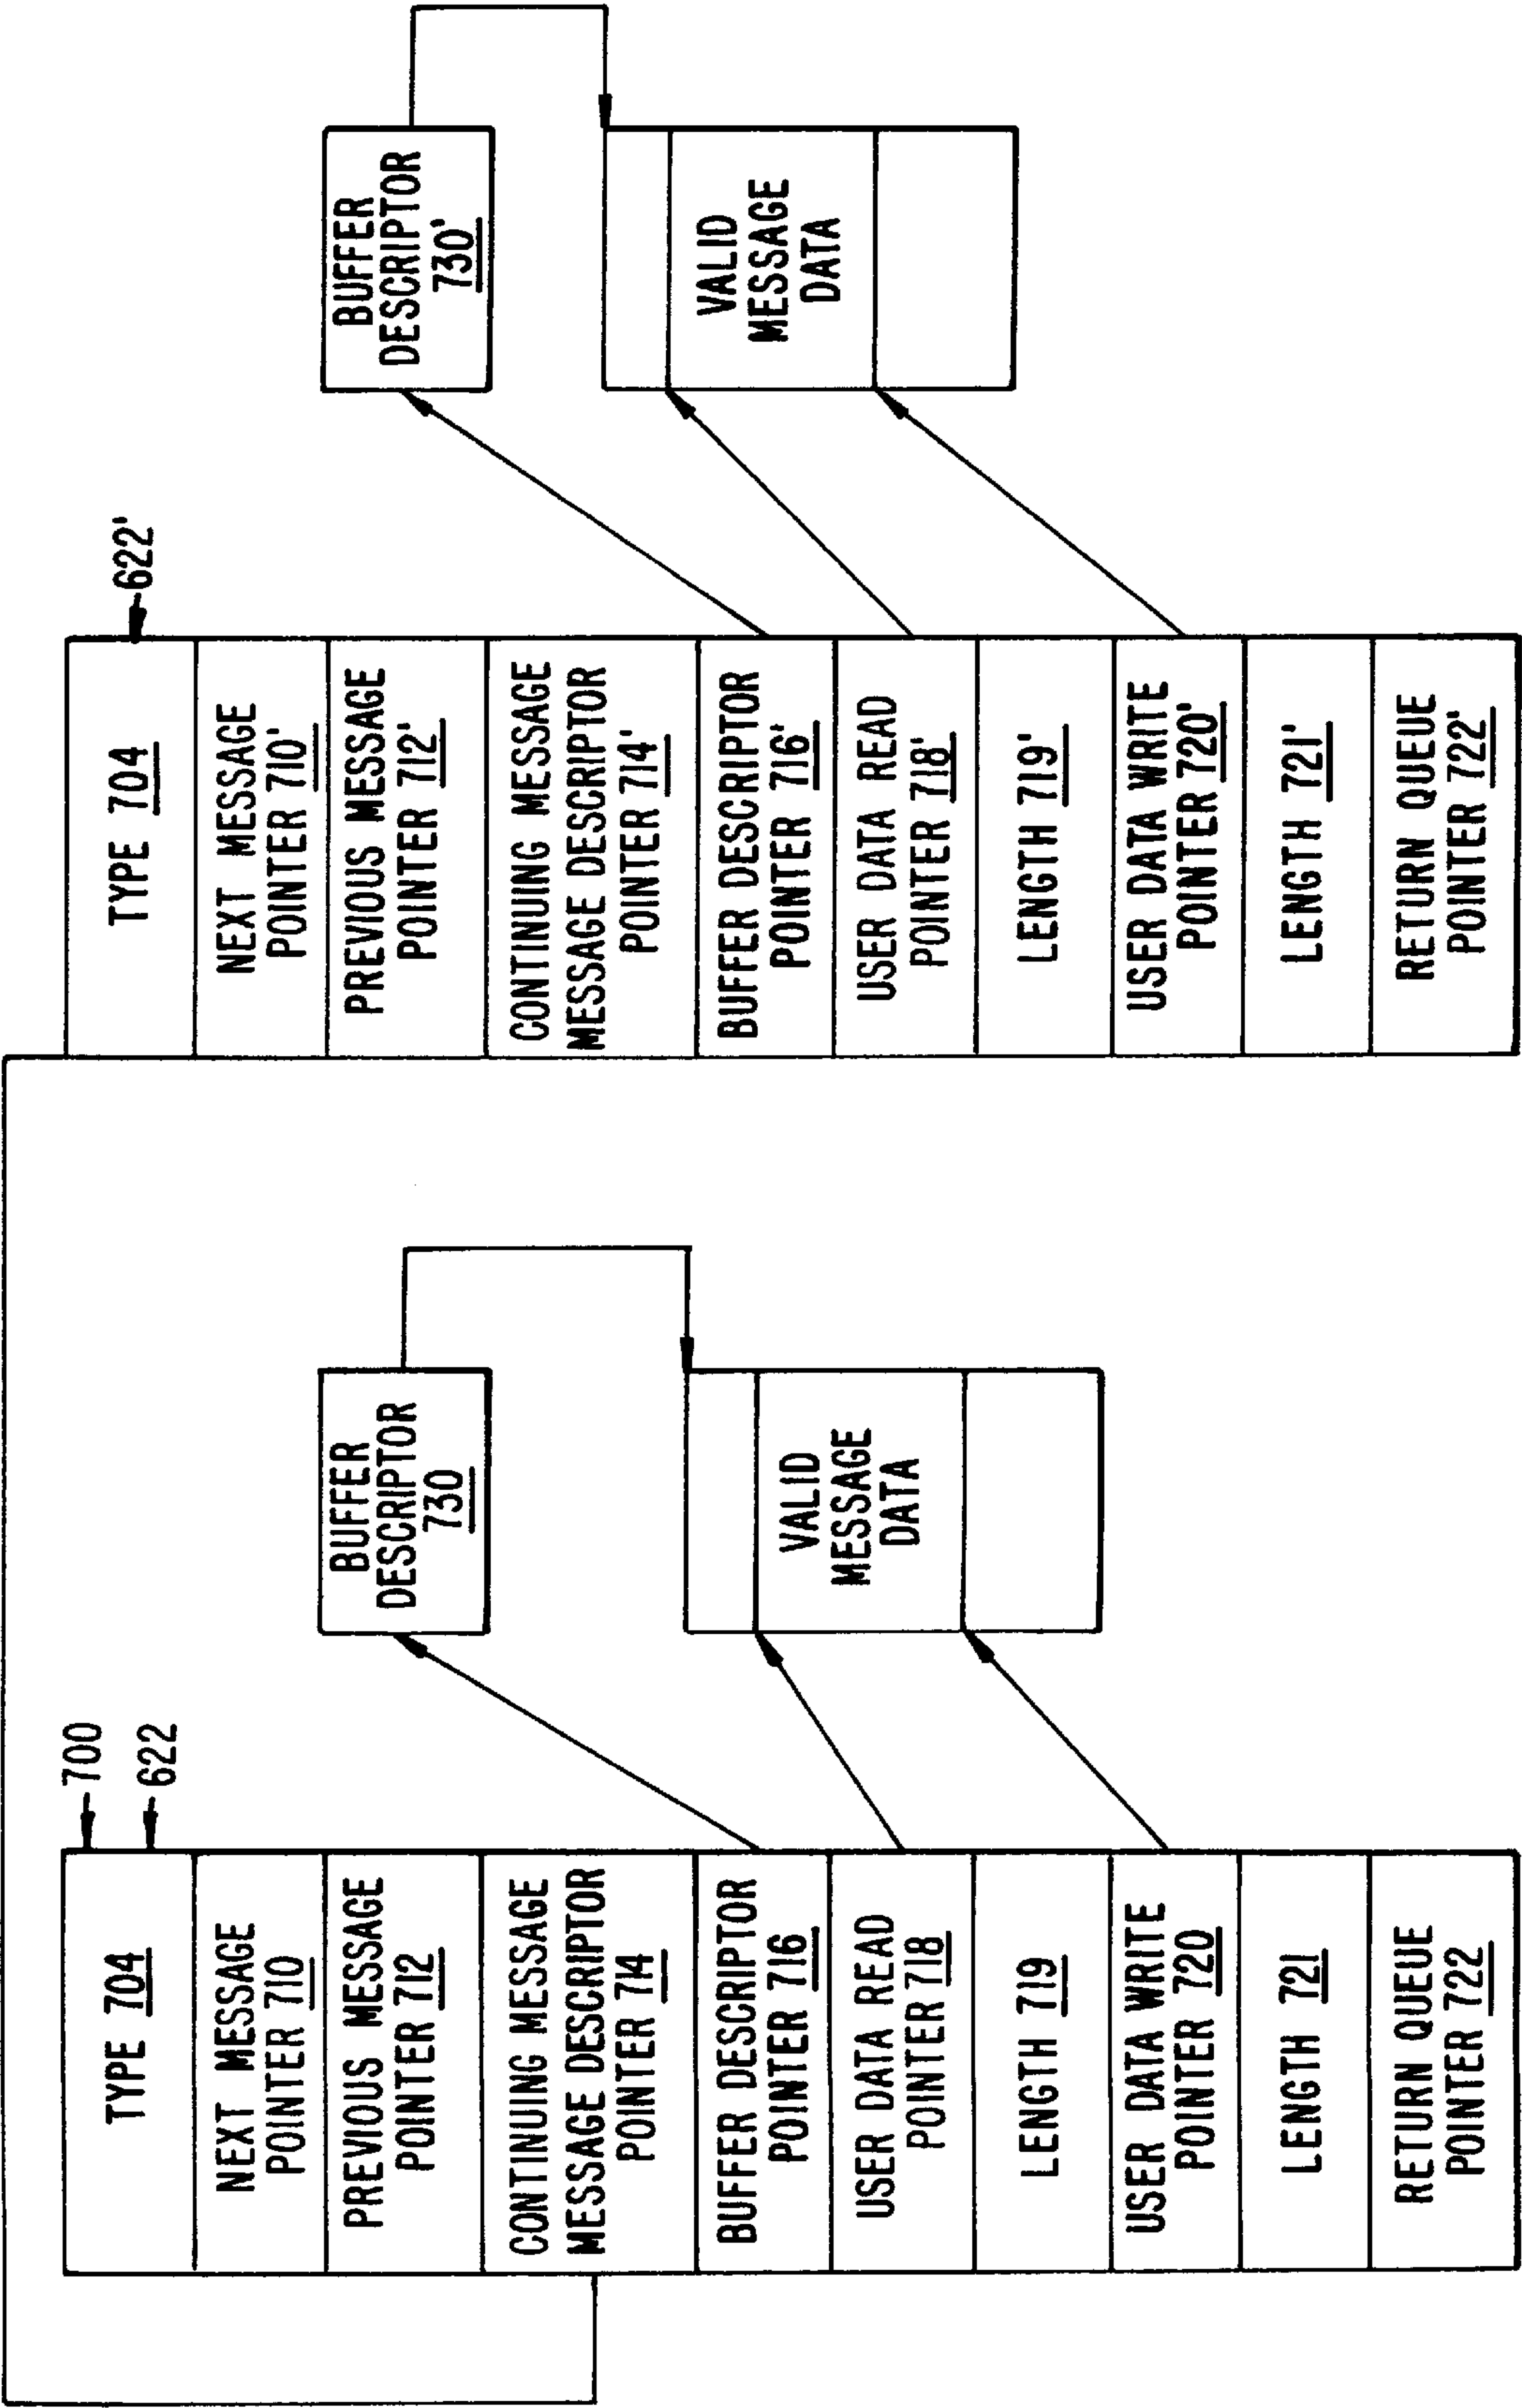 700
622
TYPE 704
NEXT MESSAGE
POINTER 710
PREVIOUS MESSAGE
POINTER 712
CONTINUING MESSAGE
MESSAGE DESCRIPTOR
POINTER 714
BUFFER DESCRIPTOR
POINTER 716
USER DATA READ
POINTER 718
LENGTH 719
USER DATA WRITE
POINTER 720
LENGTH 721
RETURN QUEUE
POINTER 722
BUFFER
DESCRIPTOR
730
VALID
MESSAGE
DATA
622'
TYPE 704
NEXT MESSAGE
POINTER 710'
PREVIOUS MESSAGE
POINTER 712'
CONTINUING MESSAGE
MESSAGE DESCRIPTOR
POINTER 714'
BUFFER DESCRIPTOR
POINTER 716'
USER DATA READ
POINTER 718'
LENGTH 719'
USER DATA WRITE
POINTER 720'
LENGTH 721'
RETURN QUEUE
POINTER 722'
BUFFER
DESCRIPTOR
730'
VALID
MESSAGE
DATA